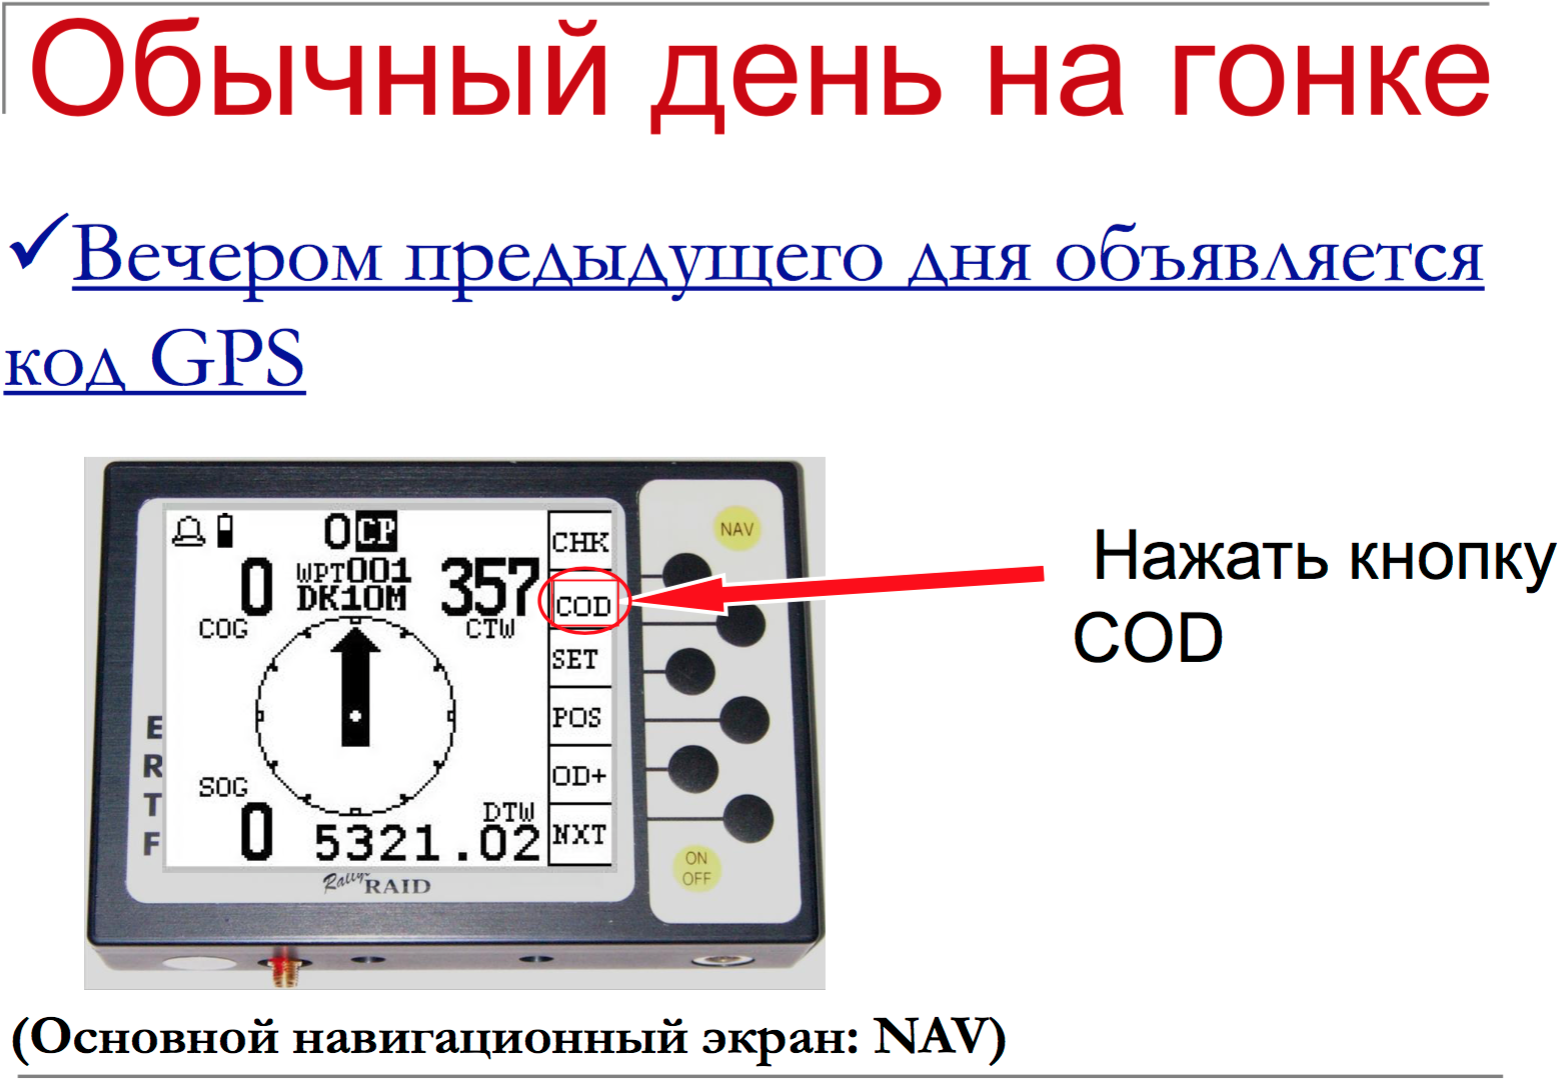 Обычный день на гонке
✓Вечером предыдущего дня объявляется
код GPS
0CP
NAV
CHK
WPT001
0
357
DK10M
COG
CTW
COD
Нажать кнопку
COD
SET
POS
E
R
T
F
SOG
OD+
DTW
0
5321.02
NXT
ON
OFF
Rallye RAID
(Основной навигационный экран: NAV)